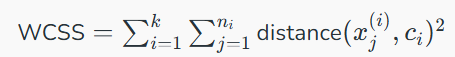 WCSS = ∑_{i=1}^{k} ∑_{j=1}^{n_i} distance(x_j^{(i)}, c_i)^2